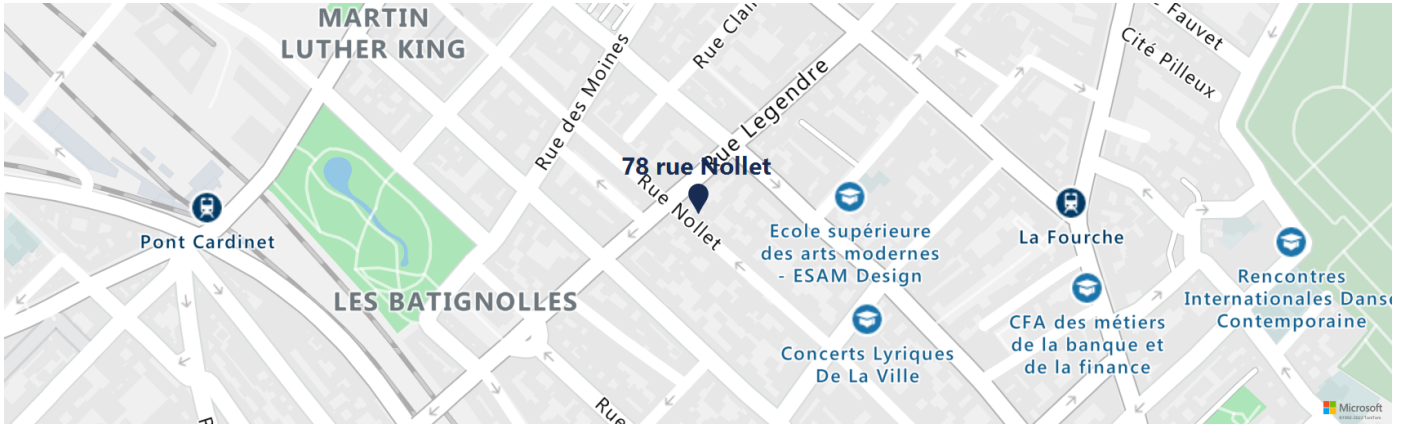 MARTIN
LUTHER KING
Fauvet
Cité Pilleux
Rue des Moines
Rue Clai
Rue Legendre
78 rue Nollet
Rue Nollet
Pont Cardinet
Ecole supérieure
des arts modernes
- ESAM Design
La Fourche
Rencontres
Internationales Danse
Contemporaine
LES BATIGNOLLES
CFA des métiers
de la banque et
de la finance
Concerts Lyriques
De La Ville
Rue
Microsoft